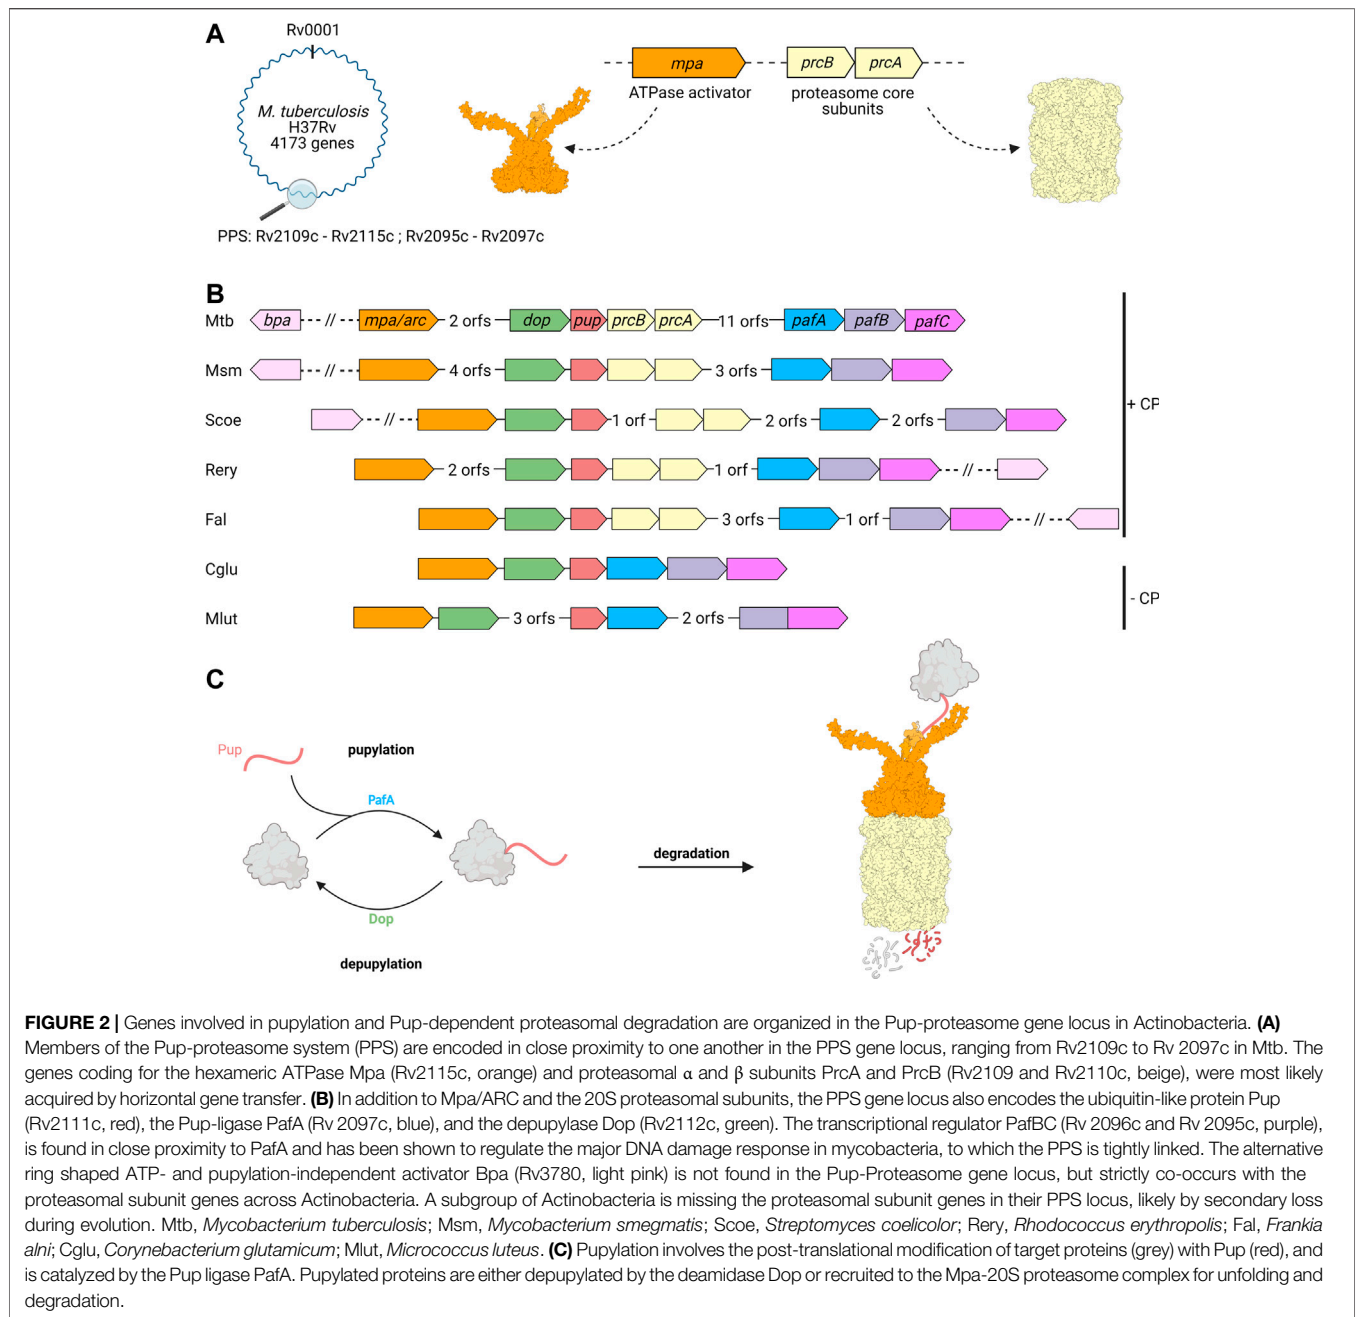 A
Rv0001
M. tuberculosis
H37Rv
4173 genes
PPS: Rv2109c - Rv2115c ; Rv2095c - Rv2097c
mpa
prcB
prcA
ATPase activator
proteasome core
subunits
B
Mtb
bpa
//
mpa/arc
2 orfs
dop
pup
prcB
prcA
11 orfs
pafA
pafB
pafC
Msm
//
4 orfs
3 orfs
Scoe
//
1 orf
2 orfs
2 orfs
Rery
2 orfs
1 orf
//
Fal
3 orfs
1 orf
//
+ CP
Cglu
Mlut
3 orfs
2 orfs
- CP
C
Pup
pupylation
PafA
Dop
depupylation
degradation
FIGURE 2 | Genes involved in pupylation and Pup-dependent proteasomal degradation are organized in the Pup-proteasome gene locus in Actinobacteria. (A)
Members of the Pup-proteasome system (PPS) are encoded in close proximity to one another in the PPS gene locus, ranging from Rv2109c to Rv 2097c in Mtb. The
genes coding for the hexameric ATPase Mpa (Rv2115c, orange) and proteasomal α and β subunits PrcA and PrcB (Rv2109 and Rv2110c, beige), were most likely
acquired by horizontal gene transfer. (B) In addition to Mpa/ARC and the 20S proteasomal subunits, the PPS gene locus also encodes the ubiquitin-like protein Pup
(Rv2111c, red), the Pup-ligase PafA (Rv 2097c, blue), and the depupylase Dop (Rv2112c, green). The transcriptional regulator PafBC (Rv 2096c and Rv 2095c, purple),
is found in close proximity to PafA and has been shown to regulate the major DNA damage response in mycobacteria, to which the PPS is tightly linked. The alternative
ring shaped ATP- and pupylation-independent activator Bpa (Rv3780, light pink) is not found in the Pup-Proteasome gene locus, but strictly co-occurs with the
proteasomal subunit genes across Actinobacteria. A subgroup of Actinobacteria is missing the proteasomal subunit genes in their PPS locus, likely by secondary loss
during evolution. Mtb, Mycobacterium tuberculosis; Msm, Mycobacterium smegmatis; Scoe, Streptomyces coelicolor; Rery, Rhodococcus erythropolis; Fal, Frankia
alni; Cglu, Corynebacterium glutamicum; Mlut, Micrococcus luteus. (C) Pupylation involves the post-translational modification of target proteins (grey) with Pup (red), and
is catalyzed by the Pup ligase PafA. Pupylated proteins are either depupylated by the deamidase Dop or recruited to the Mpa-20S proteasome complex for unfolding and
degradation.